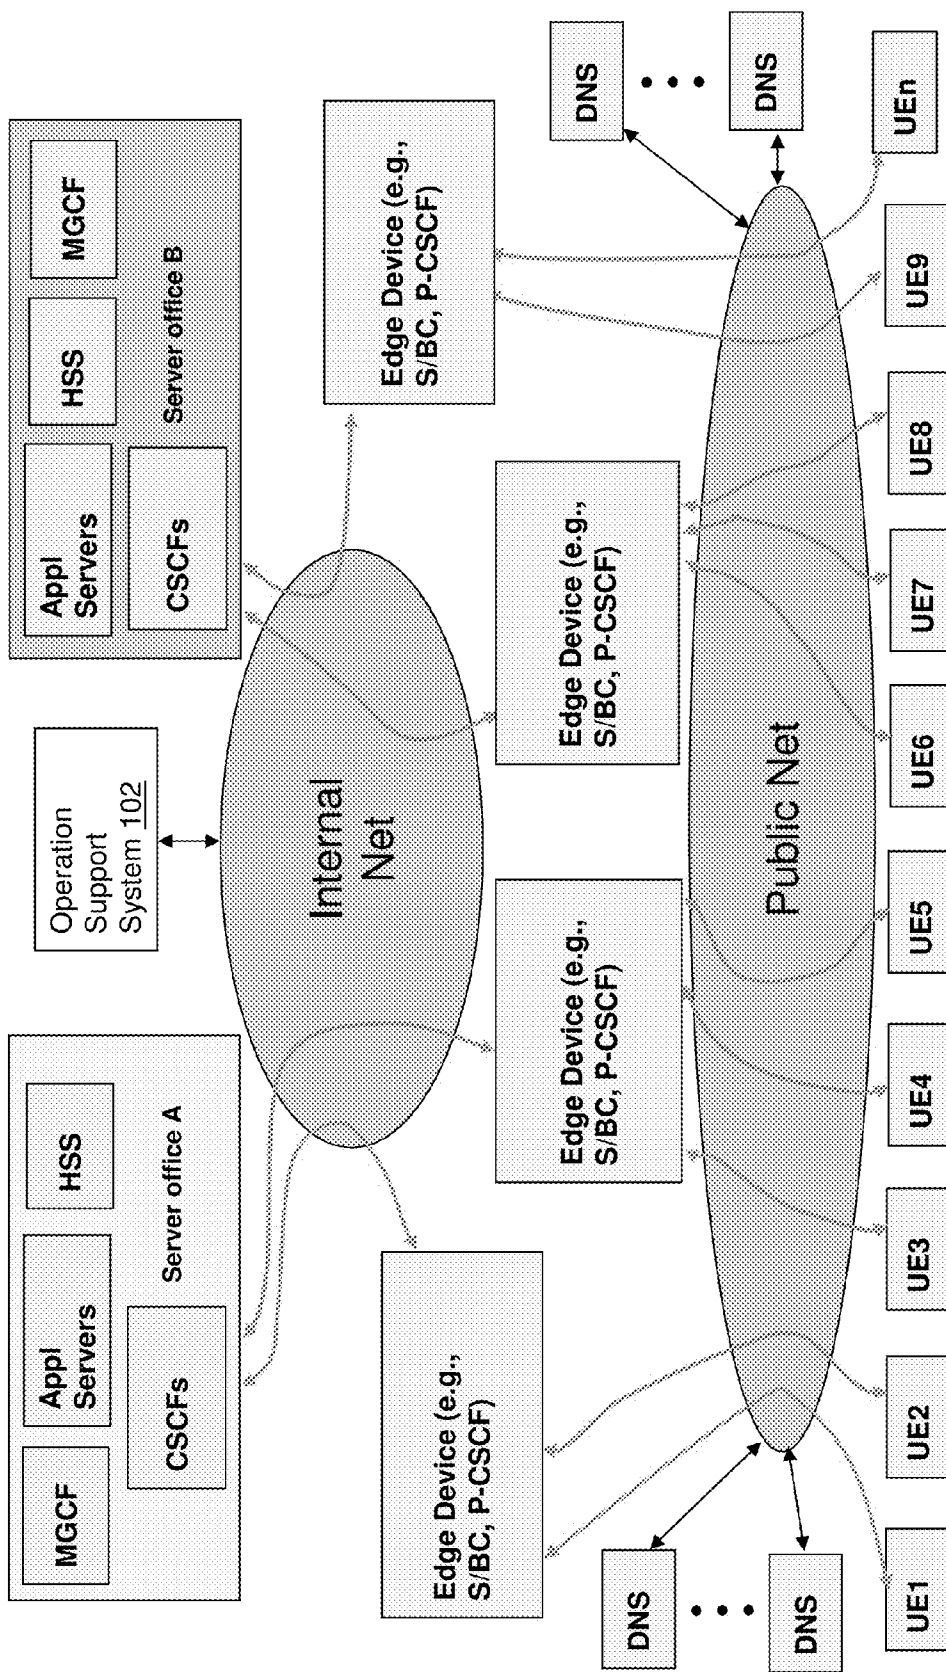 MGCF
Appl
Servers
HSS
CSCFs
Server office A
Operation
Support
System 102
Appl
Servers
HSS
MGCF
CSCFs
Server office B
Internal
Net
Edge Device (e.g.,
S/BC, P-CSCF)
Edge Device (e.g.,
S/BC, P-CSCF)
Edge Device (e.g.,
S/BC, P-CSCF)
Edge Device (e.g.,
S/BC, P-CSCF)
DNS
DNS
Public Net
DNS
DNS
UE1
UE2
UE3
UE4
UE5
UE6
UE7
UE8
UE9
UEn